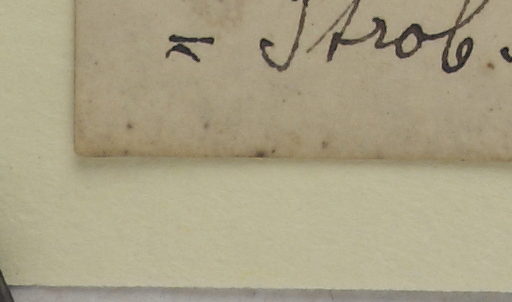 = Strob.